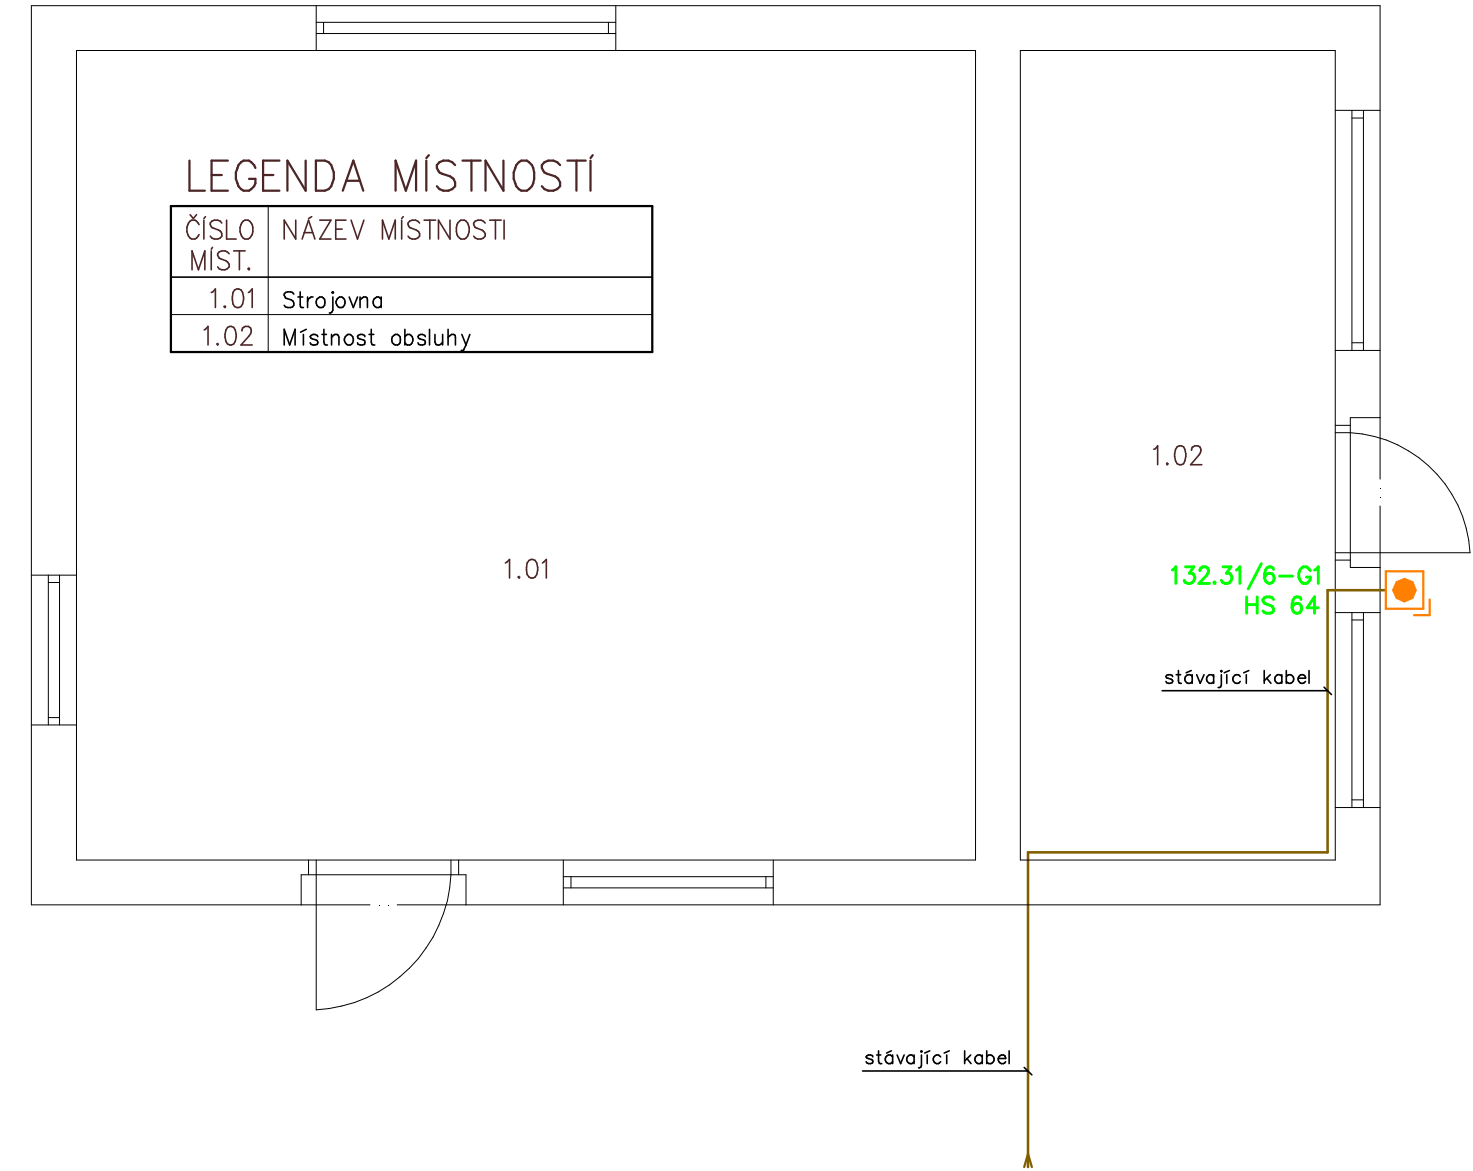 LEGENDA MÍSTNOSTÍ
ČÍSLO MÍST. NÁZEV MÍSTNOSTI
1.01 Strojovna
1.02 Místnost obsluhy
1.02
1.01
132.31/6-G1
HS 64
stávající kabel
stávající kabel